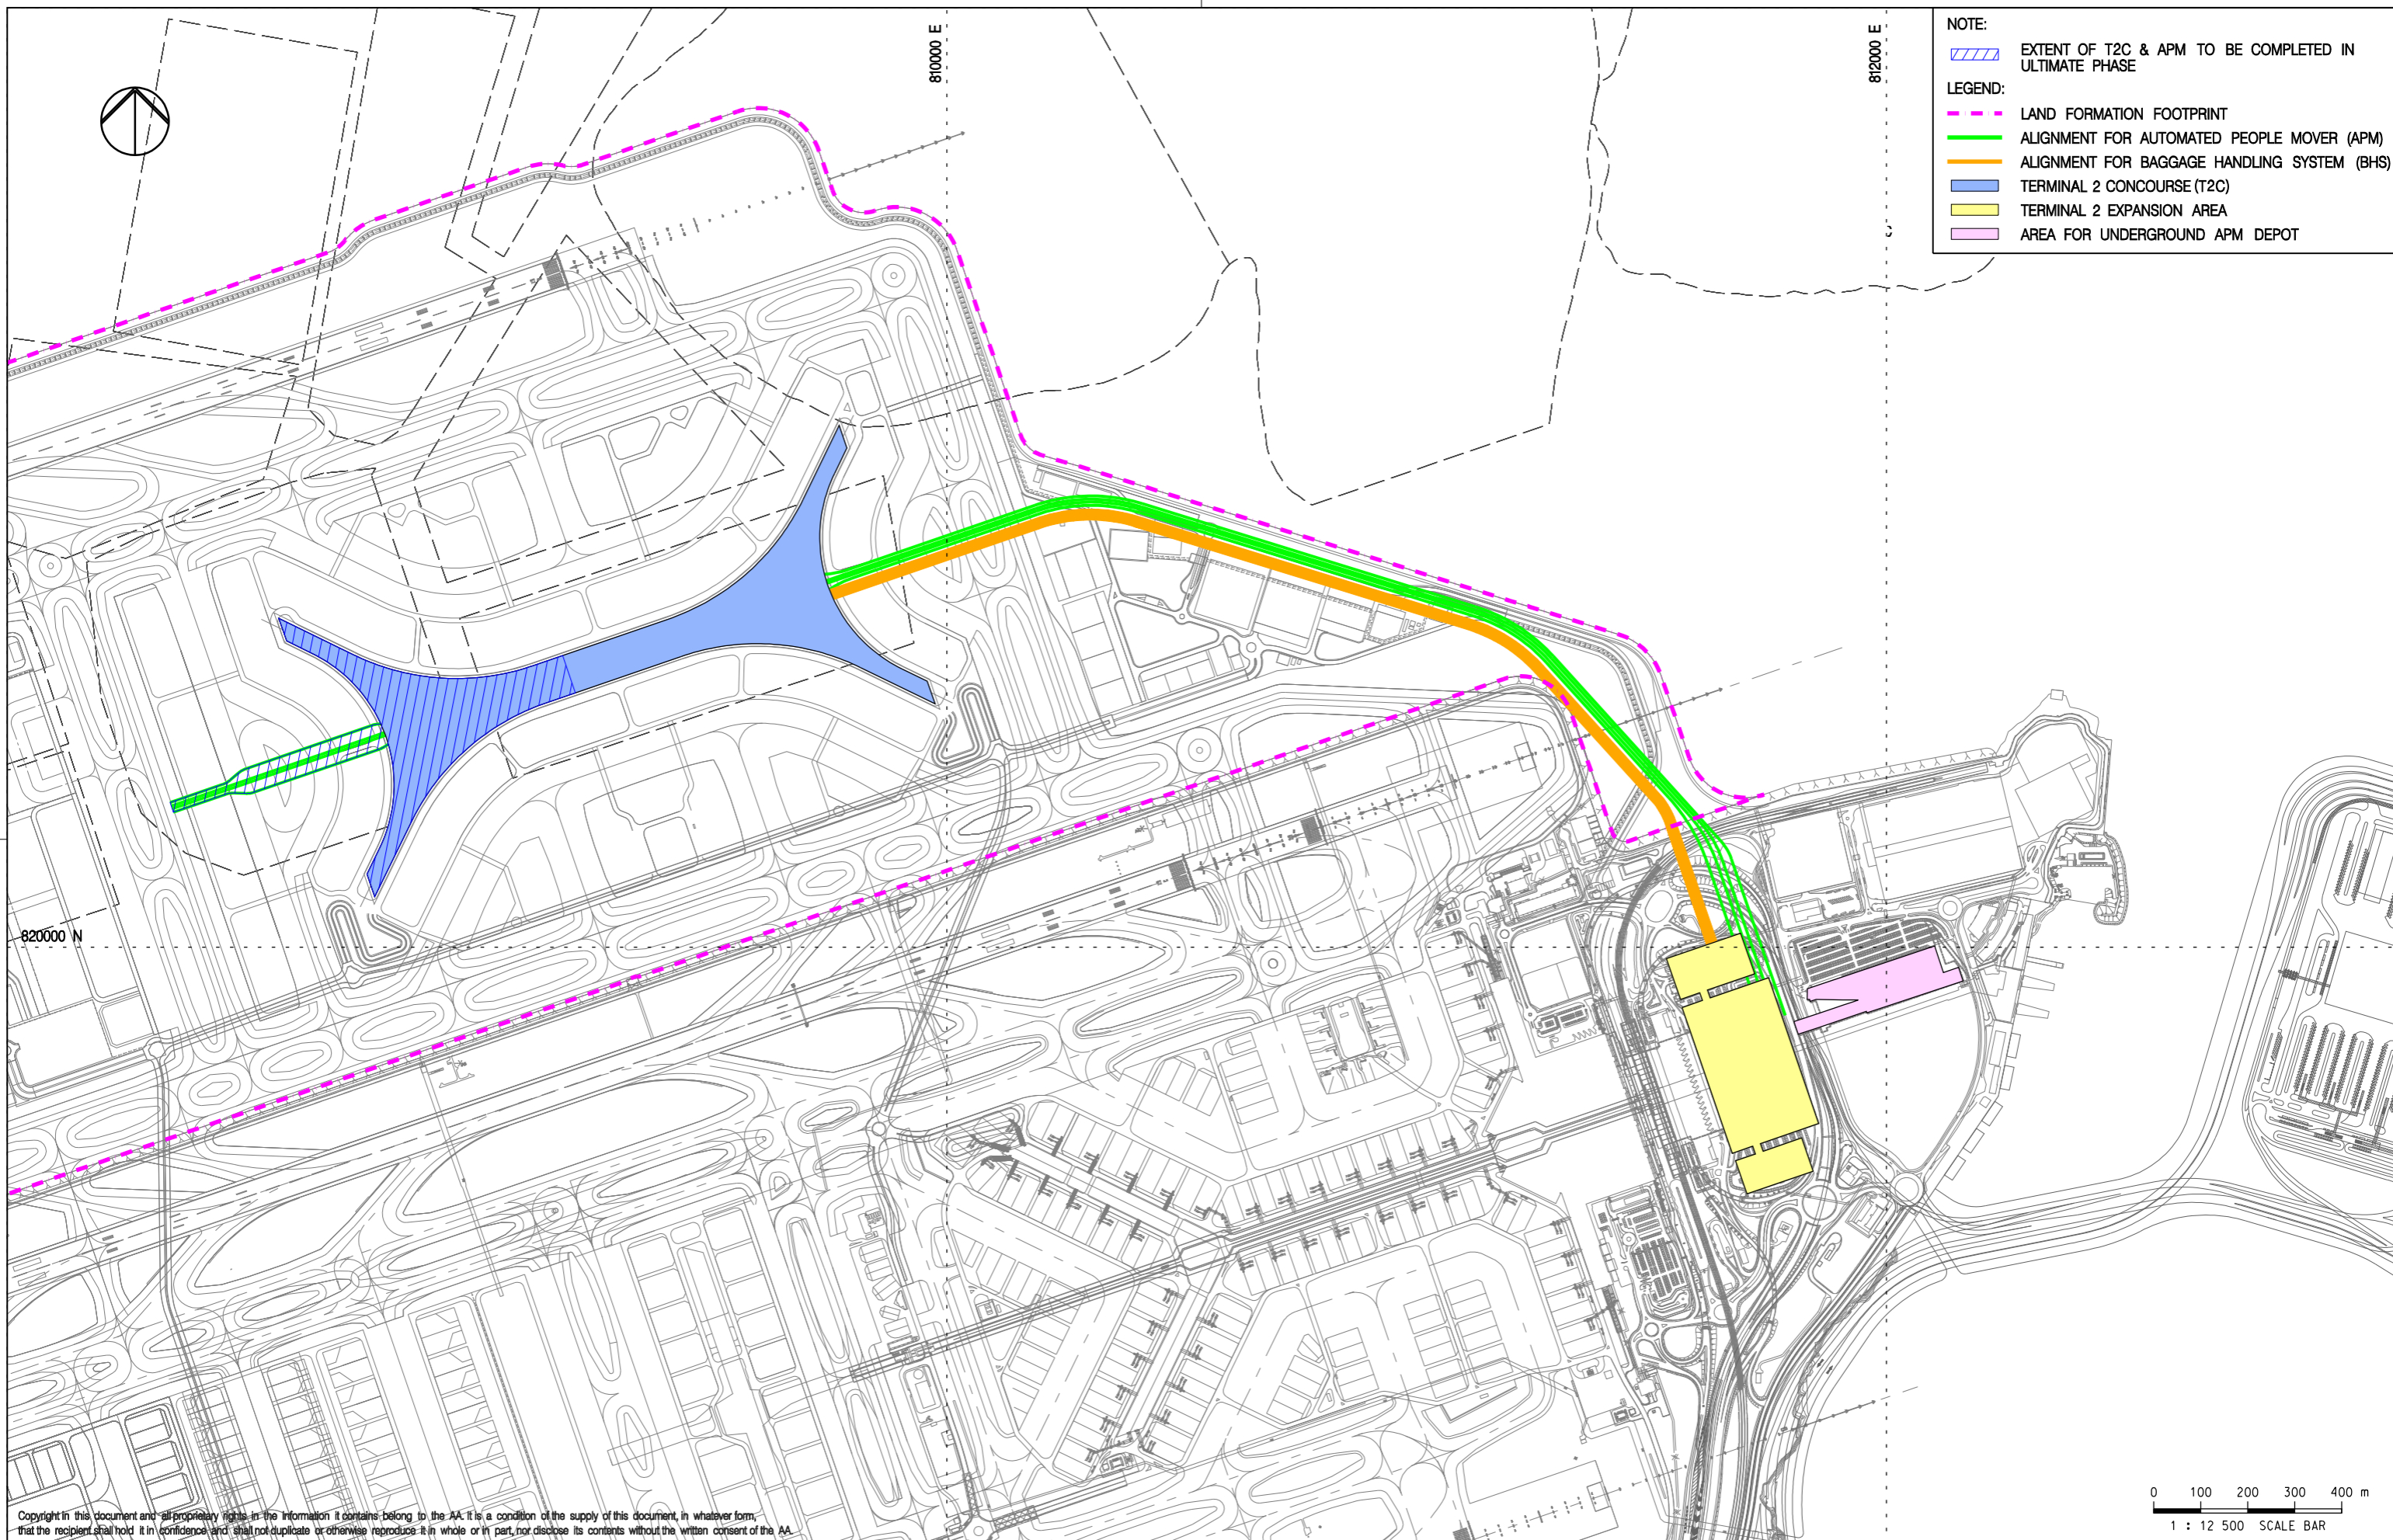 810000 E
812000 E
NOTE:
EXTENT OF T2C & APM TO BE COMPLETED IN
ULTIMATE PHASE
LEGEND:
LAND FORMATION FOOTPRINT
ALIGNMENT FOR AUTOMATED PEOPLE MOVER (APM)
ALIGNMENT FOR BAGGAGE HANDLING SYSTEM (BHS)
TERMINAL 2 CONCOURSE (T2C)
TERMINAL 2 EXPANSION AREA
AREA FOR UNDERGROUND APM DEPOT
820000 N
0 100 200 300 400 m
1 : 12 500 SCALE BAR
Copyright in this document and all proprietary rights in the information it contains belong to the AA. It is a condition of the supply of this document, in whatever form,
that the recipient shall hold it in confidence and shall not duplicate or otherwise reproduce it in whole or in part, nor disclose its contents without the written consent of the AA.